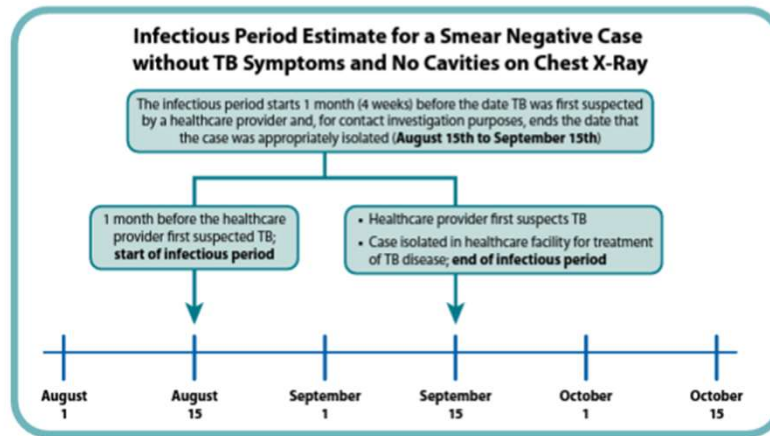 Infectious Period Estimate for a Smear Negative Case
without TB Symptoms and No Cavities on Chest X-Ray
The infectious period starts 1 month (4 weeks) before the date TB was first suspected
by a healthcare provider and, for contact investigation purposes, ends the date that
the case was appropriately isolated (August 15th to September 15th)
1 month before the healthcare
provider first suspected TB;
start of infectious period
• Healthcare provider first suspects TB
• Case isolated in healthcare facility for treatment
of TB disease; end of infectious period
August
1
August
15
September
1
September
15
October
1
October
15